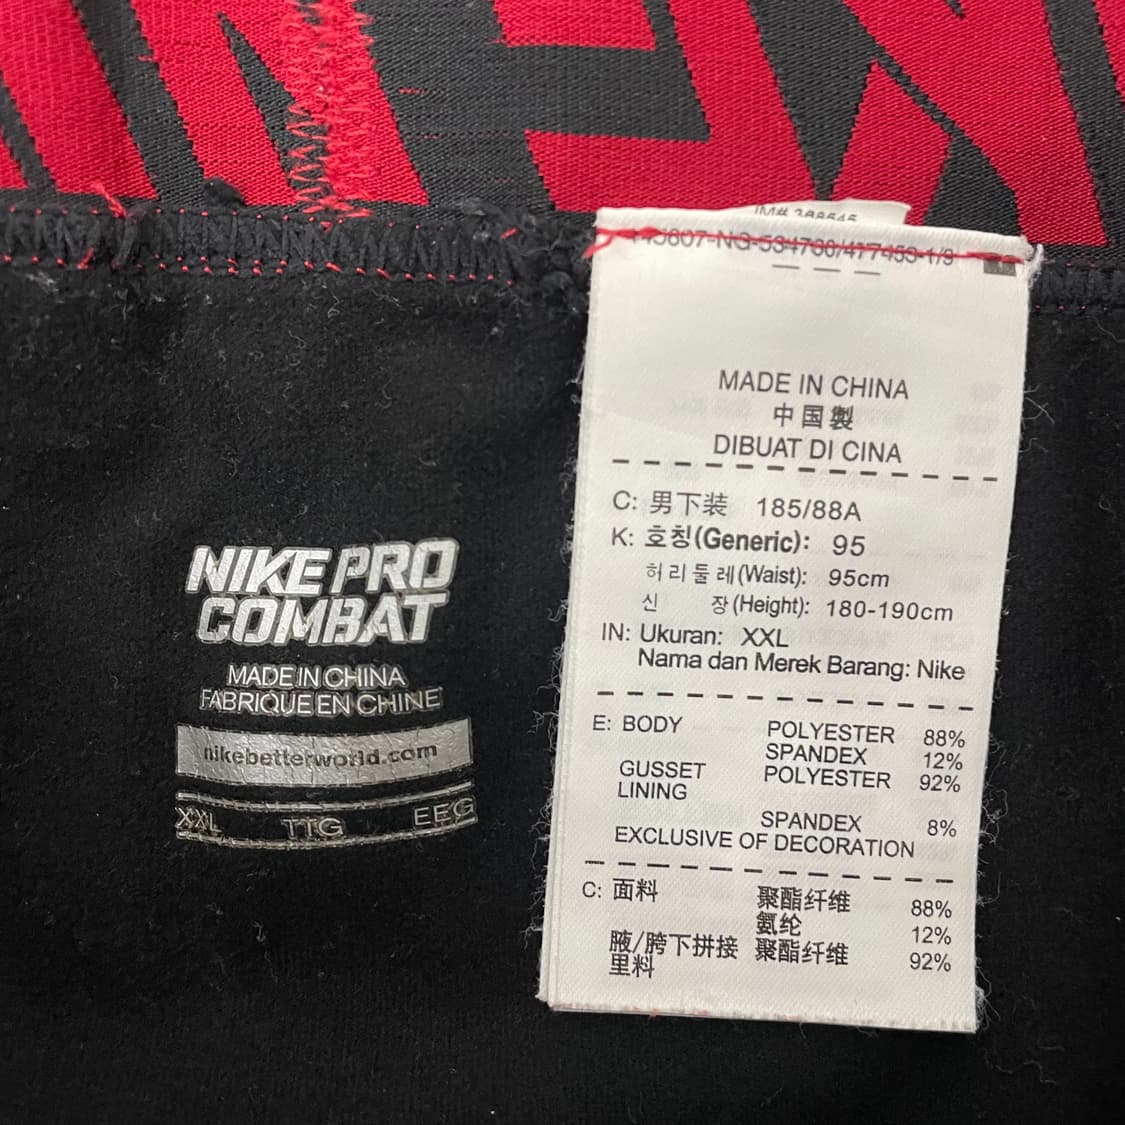 NIKE PRO
COMBAT
MADE IN CHINA
FABRIQUE EN CHINE
nikebetterworld.com
XXL TTG EEG
MADE IN CHINA
中国製
DIBUAT DI CINA
C: 男下装 185/88A
K: 호칭(Generic): 95
허리둘레(Waist): 95cm
신 장(Height): 180-190cm
IN: Ukuran: XXL
Nama dan Merek Barang: Nike
E: BODY POLYESTER 88%
SPANDEX 12%
GUSSET POLYESTER 92%
LINING
SPANDEX 8%
EXCLUSIVE OF DECORATION
C: 面料 聚酯纤维 88%
氨纶 12%
腋/胯下拼接 聚酯纤维 92%
里料